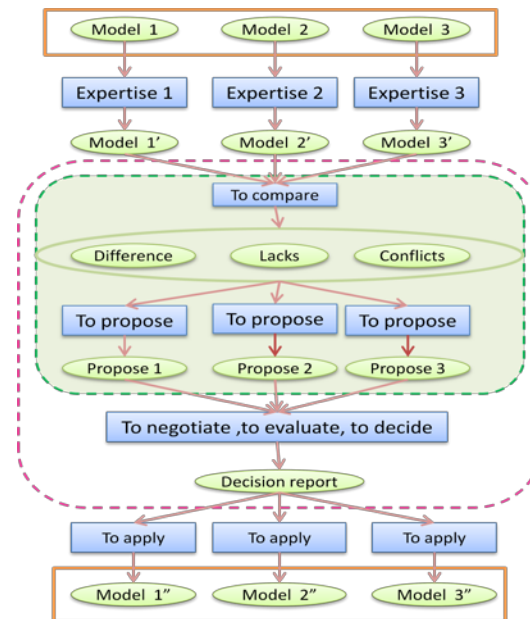 Model 1 Model 2 Model 3
Expertise 1 Expertise 2 Expertise 3
Model 1’ Model 2’ Model 3’
To compare
Difference Lacks Conflicts
To propose To propose To propose
Propose 1 Propose 2 Propose 3
To negotiate ,to evaluate, to decide
Decision report
To apply To apply To apply
Model 1” Model 2” Model 3”